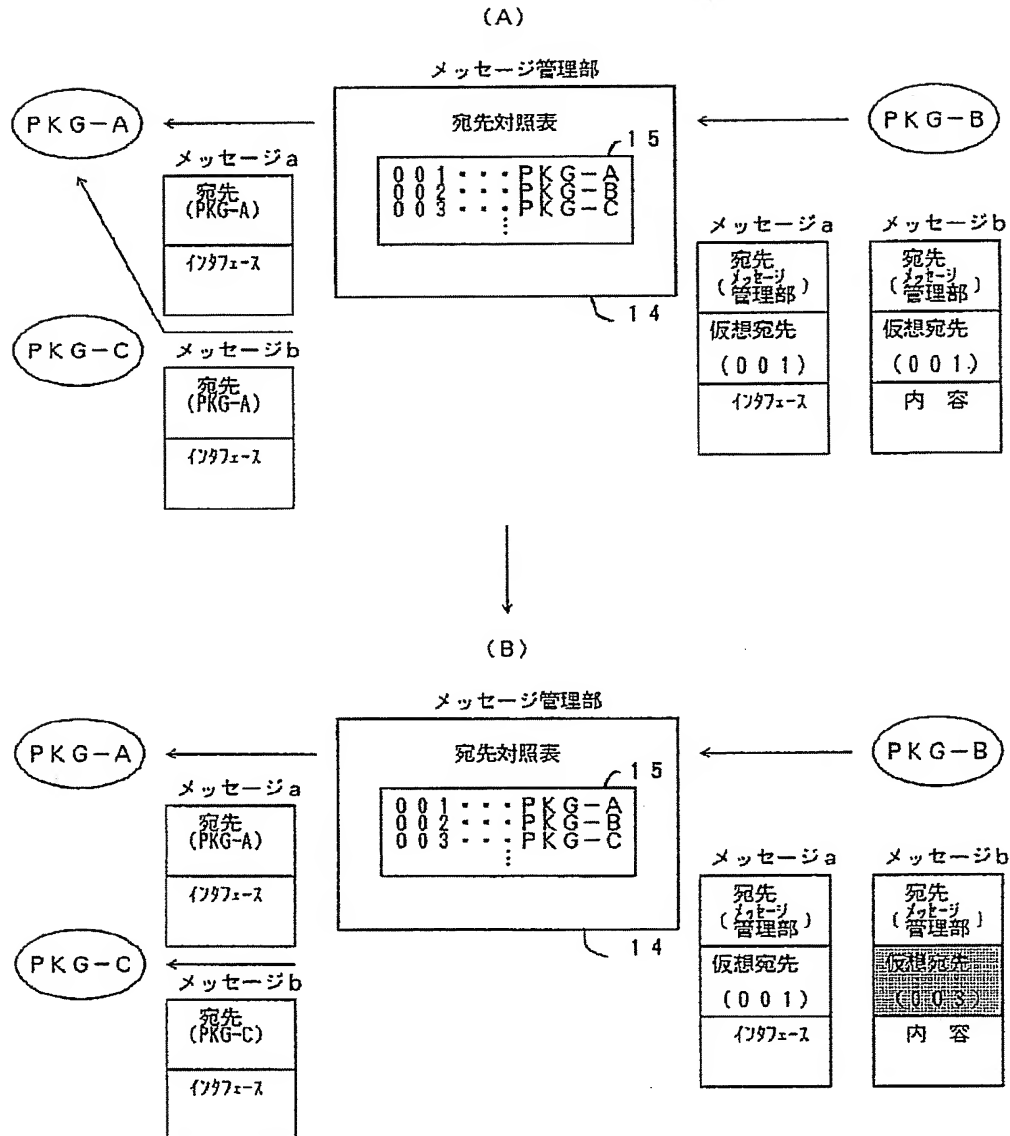 (A)
メッセージ管理部
PKG-A
宛先対照表
PKG-B
15
001・・・PKG-A
002・・・PKG-B
003・・・PKG-C
⋮
14
メッセージa
宛先
(PKG-A)
インタフェース
PKG-C
メッセージb
宛先
(PKG-A)
インタフェース
メッセージa
宛先
(メッセージ
管理部)
仮想宛先
(001)
インタフェース
メッセージb
宛先
(メッセージ
管理部)
仮想宛先
(001)
内 容
(B)
メッセージ管理部
PKG-A
宛先対照表
PKG-B
15
001・・・PKG-A
002・・・PKG-B
003・・・PKG-C
⋮
14
メッセージa
宛先
(PKG-A)
インタフェース
PKG-C
メッセージb
宛先
(PKG-C)
インタフェース
メッセージa
宛先
(メッセージ
管理部)
仮想宛先
(001)
インタフェース
メッセージb
宛先
(メッセージ
管理部)
仮想宛先
(003)
内 容